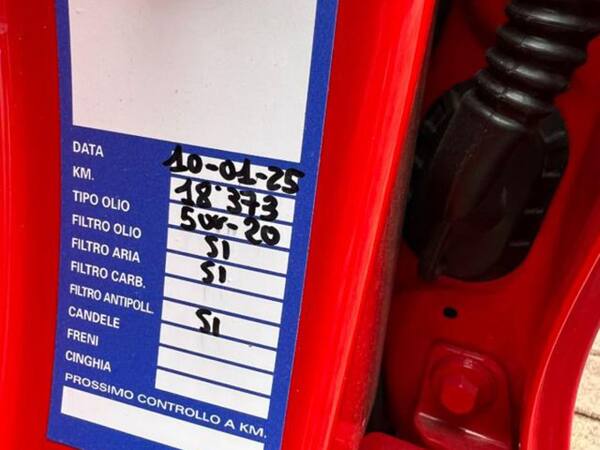 DATA 10-01-25
KM. 18.373
TIPO OLIO 5W-20
FILTRO OLIO SI
FILTRO ARIA SI
FILTRO CARB.
FILTRO ANTIPOLL. SI
CANDELE
FRENI
CINGHIA
PROSSIMO CONTROLLO A KM.